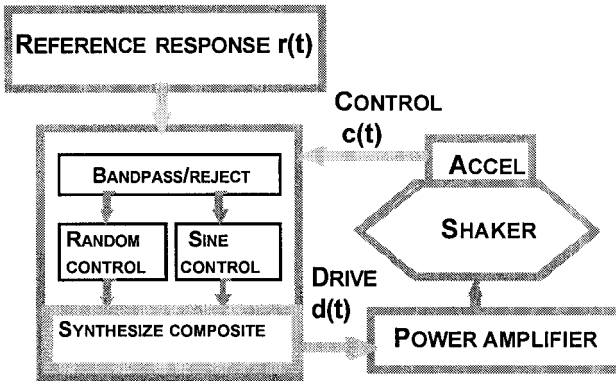 REFERENCE RESPONSE r(t)
CONTROL
c(t)
ACCEL
BANDPASS/REJECT
SHAKER
RANDOM
CONTROL
SINE
CONTROL
DRIVE
d(t)
SYNTHESIZE COMPOSITE
POWER AMPLIFIER